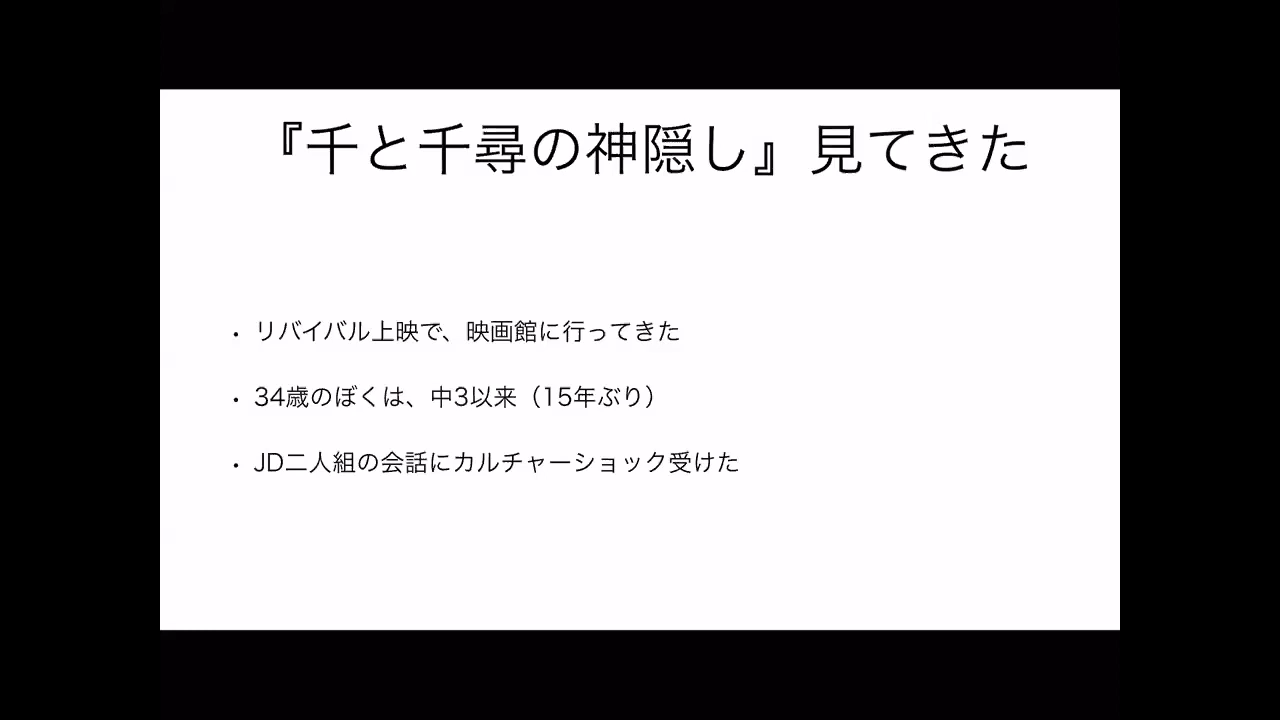 『千と千尋の神隠し』見てきた
・リバイバル上映で、映画館に行ってきた
・34歳のぼくは、中3以来（15年ぶり）
・JD二人組の会話にカルチャーショック受けた